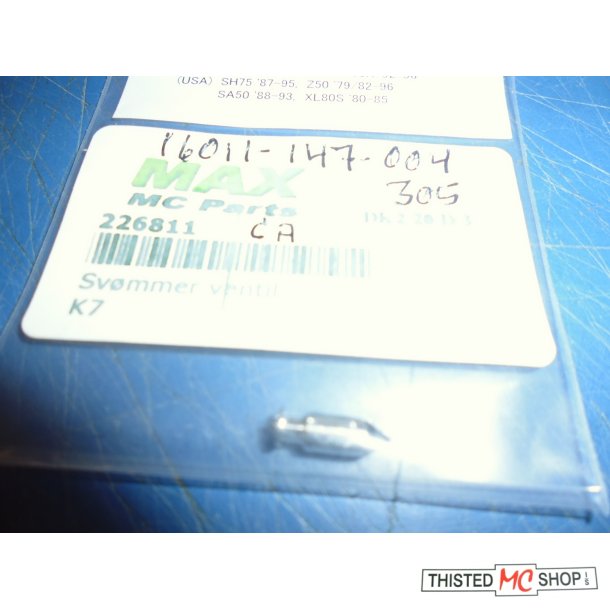 (USA) SH75 '87-95, Z50 '79/'82-96
SA50 '88-93, XL80S '80-85
16011-147-004
MAX
305
MC Parts
226811
CA
Svømmer ventil
K7
THISTED MC SHOP I/S